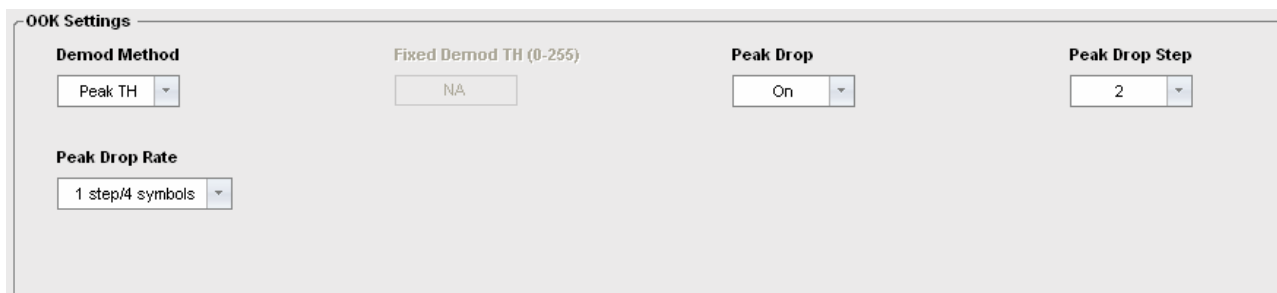 OOK Settings
Demod Method Fixed Demod TH (0-255) Peak Drop Peak Drop Step
Peak TH NA On 2
Peak Drop Rate
1 step/4 symbols